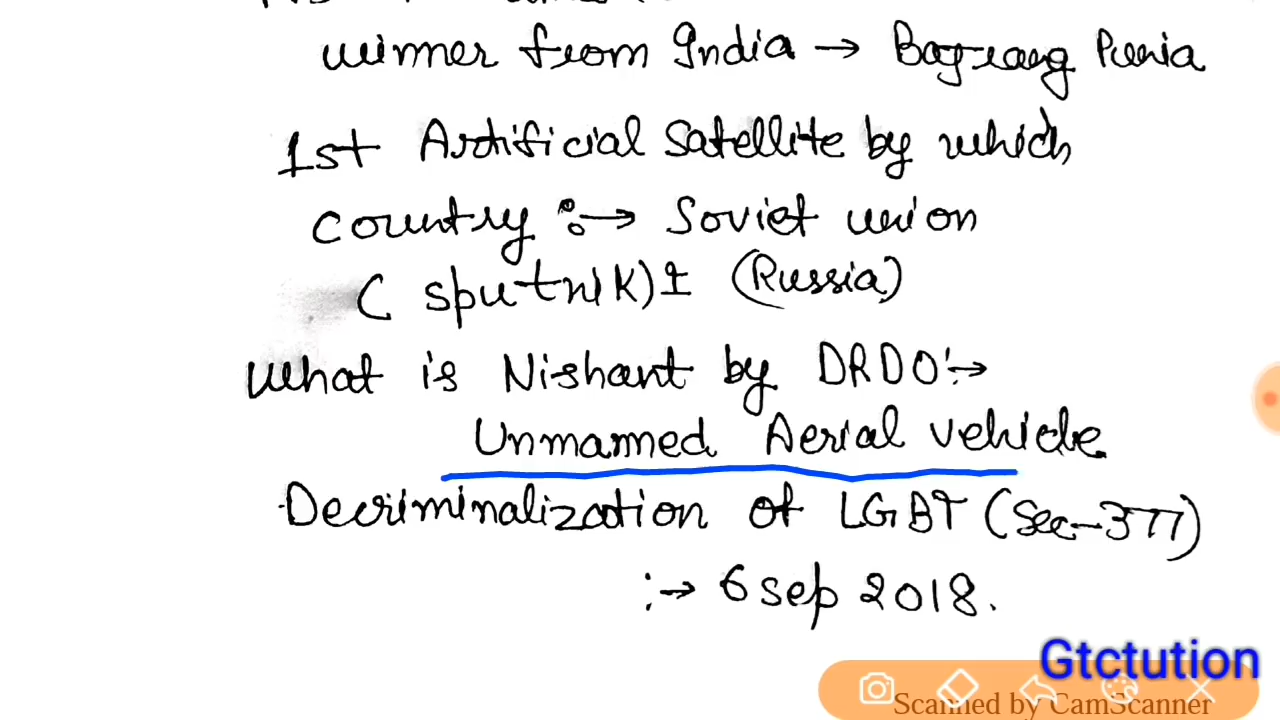 winner from India → Bagrang Punia
1st Artificial Satellite by which
country :→ Soviet union
( sputnik) I (Russia)
What is Nishant by DRDO :→
Unmanned Aerial vehicle
Decriminalization of LGBT (Sec-377)
:→ 6 sep 2018.
Gtctution
Scanned by CamScanner